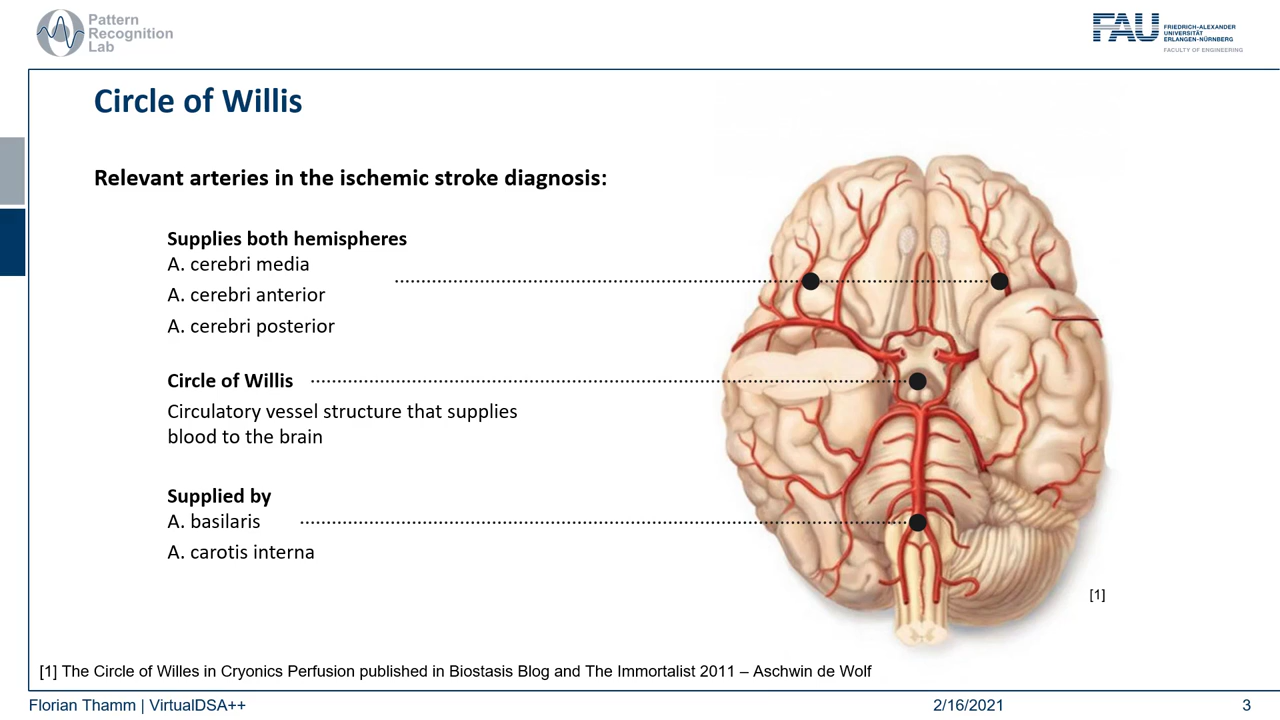 Pattern
Recognition
Lab
FAU
FRIEDRICH-ALEXANDER
UNIVERSITÄT
ERLANGEN-NÜRNBERG
FACULTY OF ENGINEERING
Circle of Willis
Relevant arteries in the ischemic stroke diagnosis:
Supplies both hemispheres
A. cerebri media
A. cerebri anterior
A. cerebri posterior
Circle of Willis
Circulatory vessel structure that supplies
blood to the brain
Supplied by
A. basilaris
A. carotis interna
[1]
[1] The Circle of Willes in Cryonics Perfusion published in Biostasis Blog and The Immortalist 2011 – Aschwin de Wolf
Florian Thamm | VirtualDSA++
2/16/2021
3